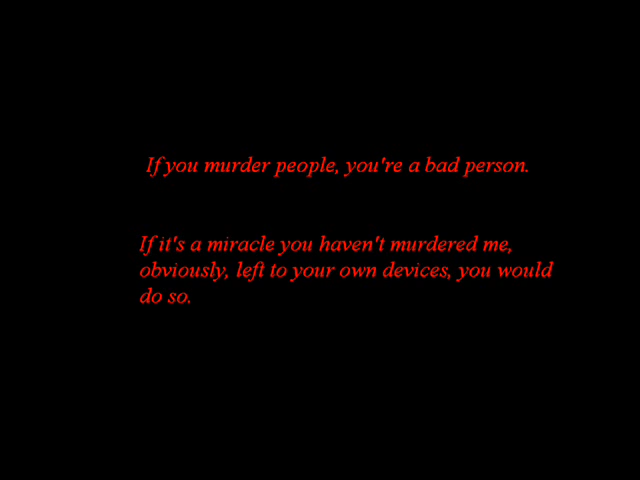 If you murder people, you're a bad person.
If it's a miracle you haven't murdered me,
obviously, left to your own devices, you would
do so.